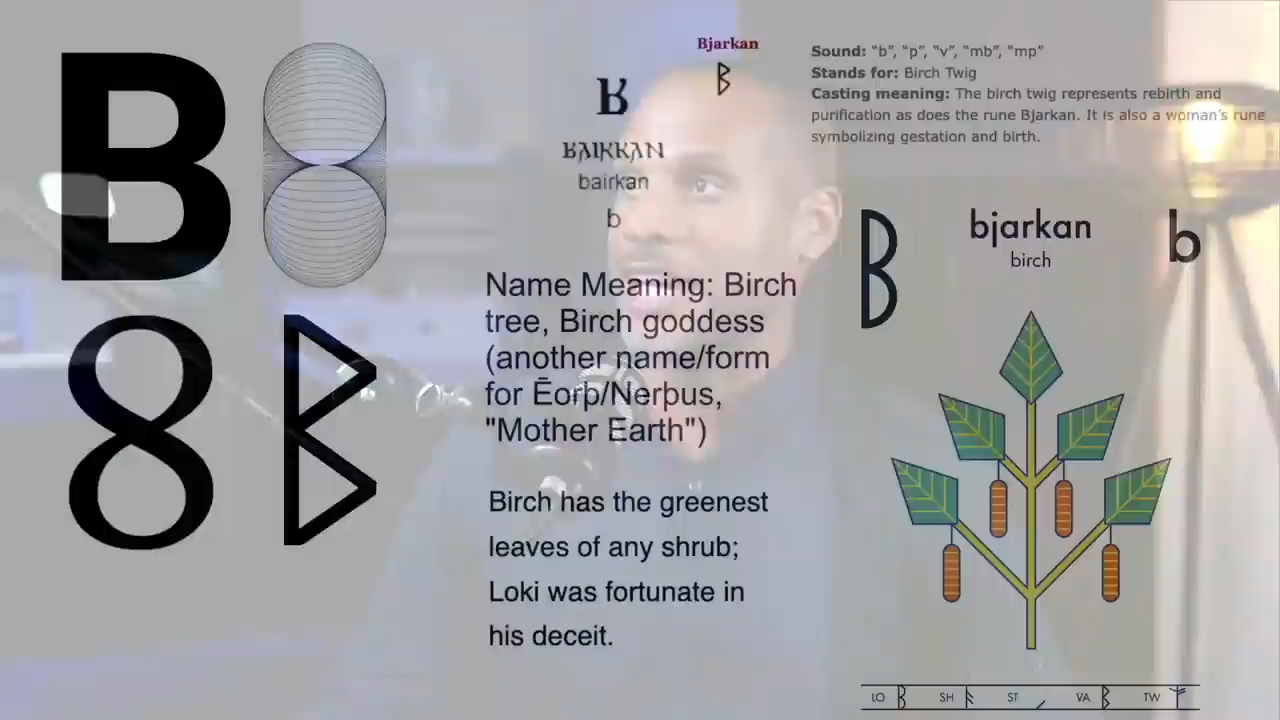 B
8
ᛒ
Bjarkan
ᛒ
BAIRKAN
bairkan
b
Name Meaning: Birch
tree, Birch goddess
(another name/form
for Ēorþ/Nerþus,
"Mother Earth")
Birch has the greenest
leaves of any shrub;
Loki was fortunate in
his deceit.
Sound: “b”, “p”, “v”, “mb”, “mp”
Stands for: Birch Twig
Casting meaning: The birch twig represents rebirth and
purification as does the rune Bjarkan. It is also a woman’s rune
symbolizing gestation and birth.
ᛒ bjarkan b
birch
LO ᛒ SH ST VA ᛒ TW